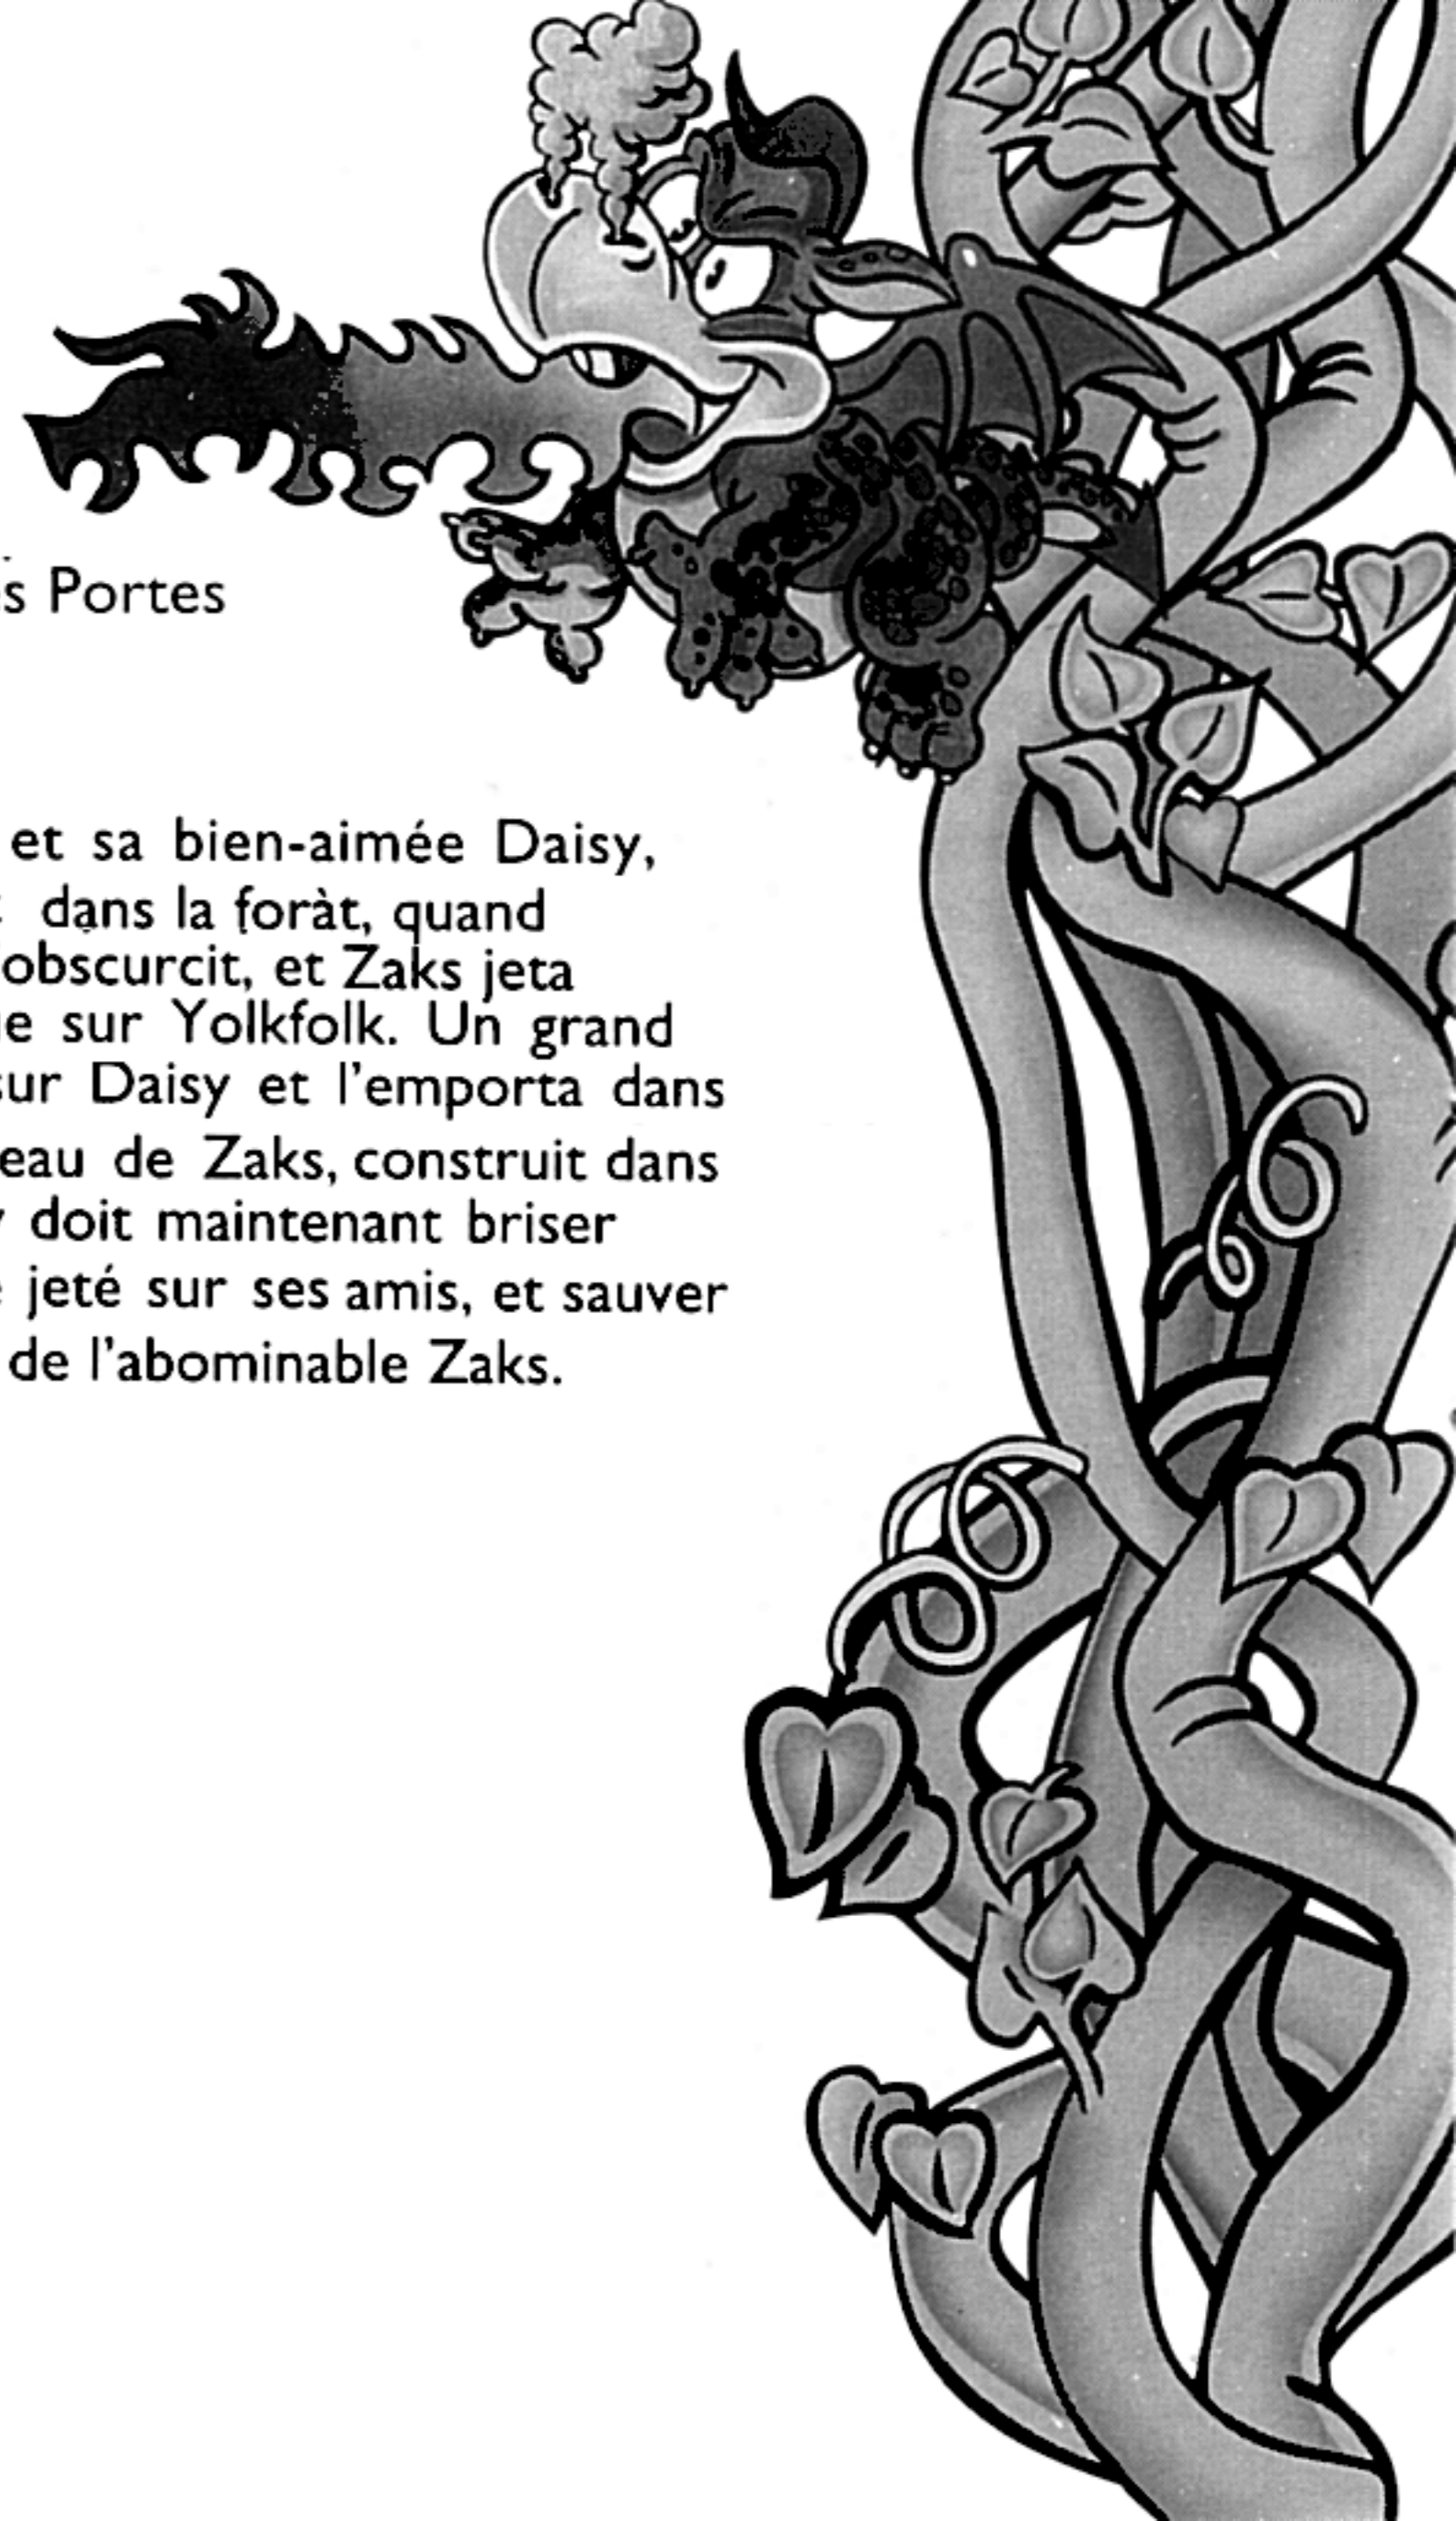 s Portes
et sa bien-aimée Daisy,
dans la foràt, quand
'obscurcit, et Zaks jeta
e sur Yolkfolk. Un grand
sur Daisy et l'emporta dans
eau de Zaks, construit dans
y doit maintenant briser
e jeté sur ses amis, et sauver
de l'abominable Zaks.